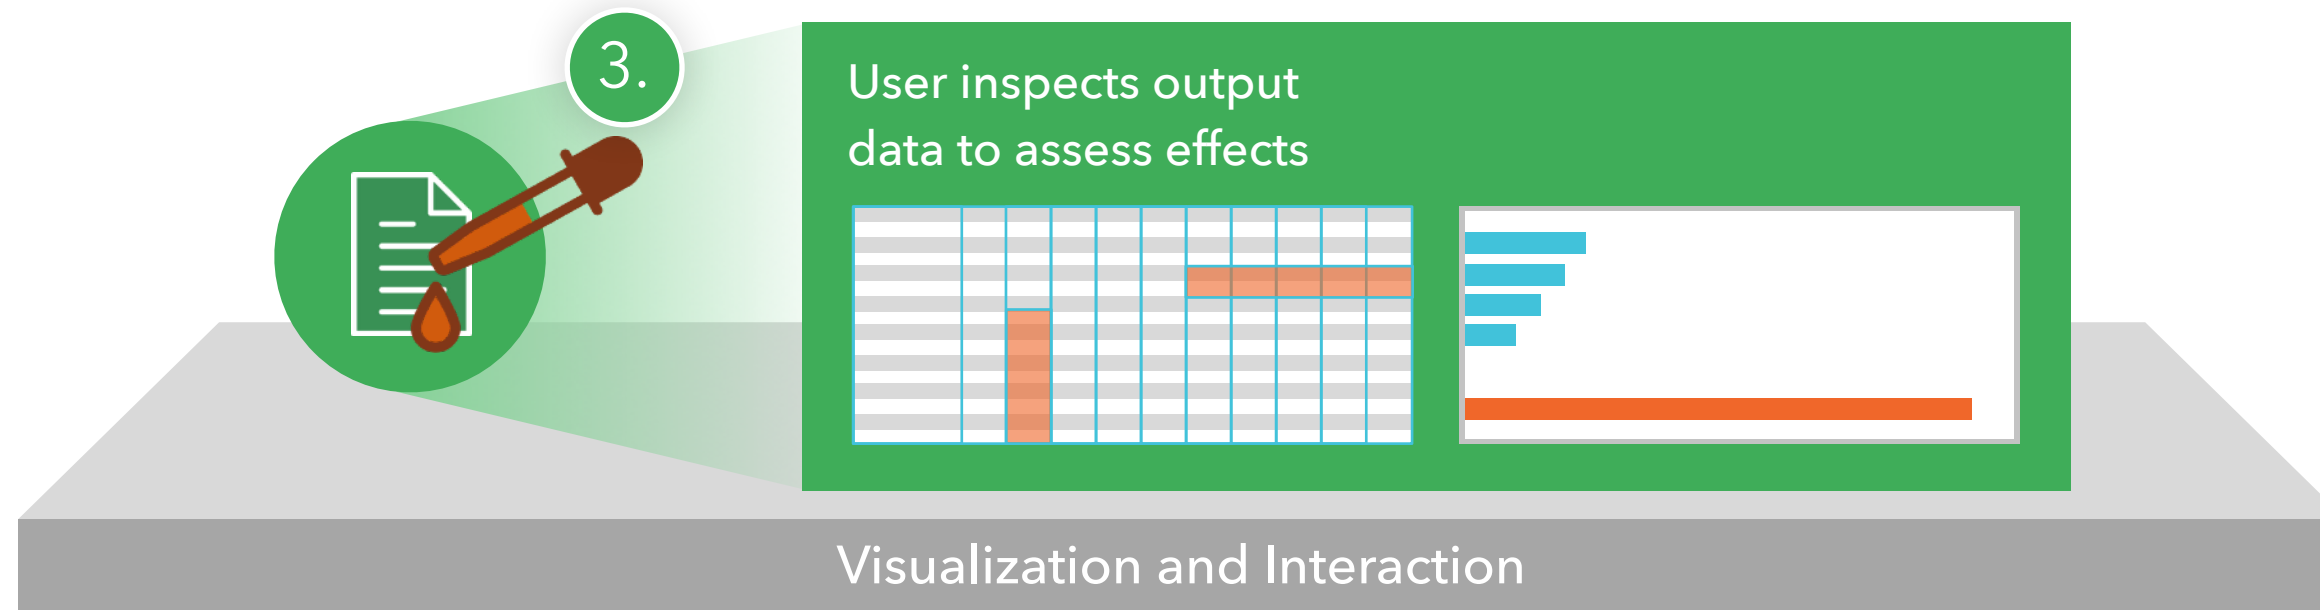 3.
User inspects output
data to assess effects
Visualization and Interaction